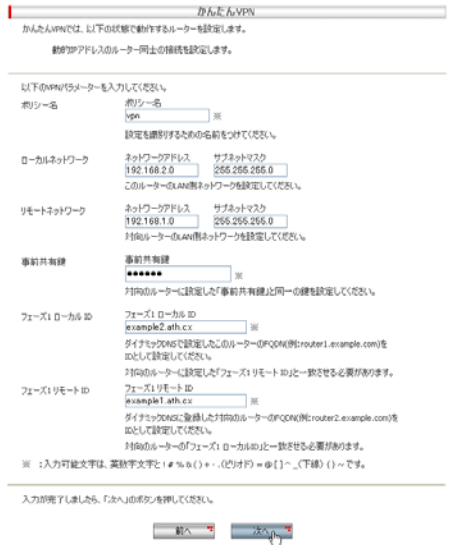 かんたんVPN
かんたんVPNでは、以下の状態で動作するルーターを設定します。
動的IPアドレスのルーター同士の接続を設定します。
以下のVPNパラメーターを入力してください。
ポリシー名 ポリシー名
vpn ※
設定を識別するための名前をつけてください。
ローカルネットワーク ネットワークアドレス サブネットマスク
192.168.2.0 255.255.255.0
このルーターのLAN側ネットワークを設定してください。
リモートネットワーク ネットワークアドレス サブネットマスク
192.168.1.0 255.255.255.0
対向ルーターのLAN側ネットワークを設定してください。
事前共有鍵 事前共有鍵
●●●●●● ※
対向のルーターに設定した「事前共有鍵」と同一の鍵を設定してください。
フェーズ1 ローカル ID フェーズ1 ローカル ID
example2.ath.cx ※
ダイナミックDNSで設定したこのルーターのFQDN(例:router1.example.com)を
IDとして設定してください。
対向のルーターに設定した「フェーズ1 リモート ID」と一致させる必要があります。
フェーズ1 リモート ID フェーズ1 リモート ID
example1.ath.cx ※
ダイナミックDNSに登録した対向のルーターのFQDN(例:router2.example.com)を
IDとして設定してください。
対向のルーターの「フェーズ1 ローカルID」と一致させる必要があります。
※ :入力可能文字は、英数字文字と ! # % & ( ) + - .(ピリオド) = @ [ ] ^ _(下線) { } ~ です。
入力が完了しましたら、「次へ」のボタンを押してください。
前へ 次へ